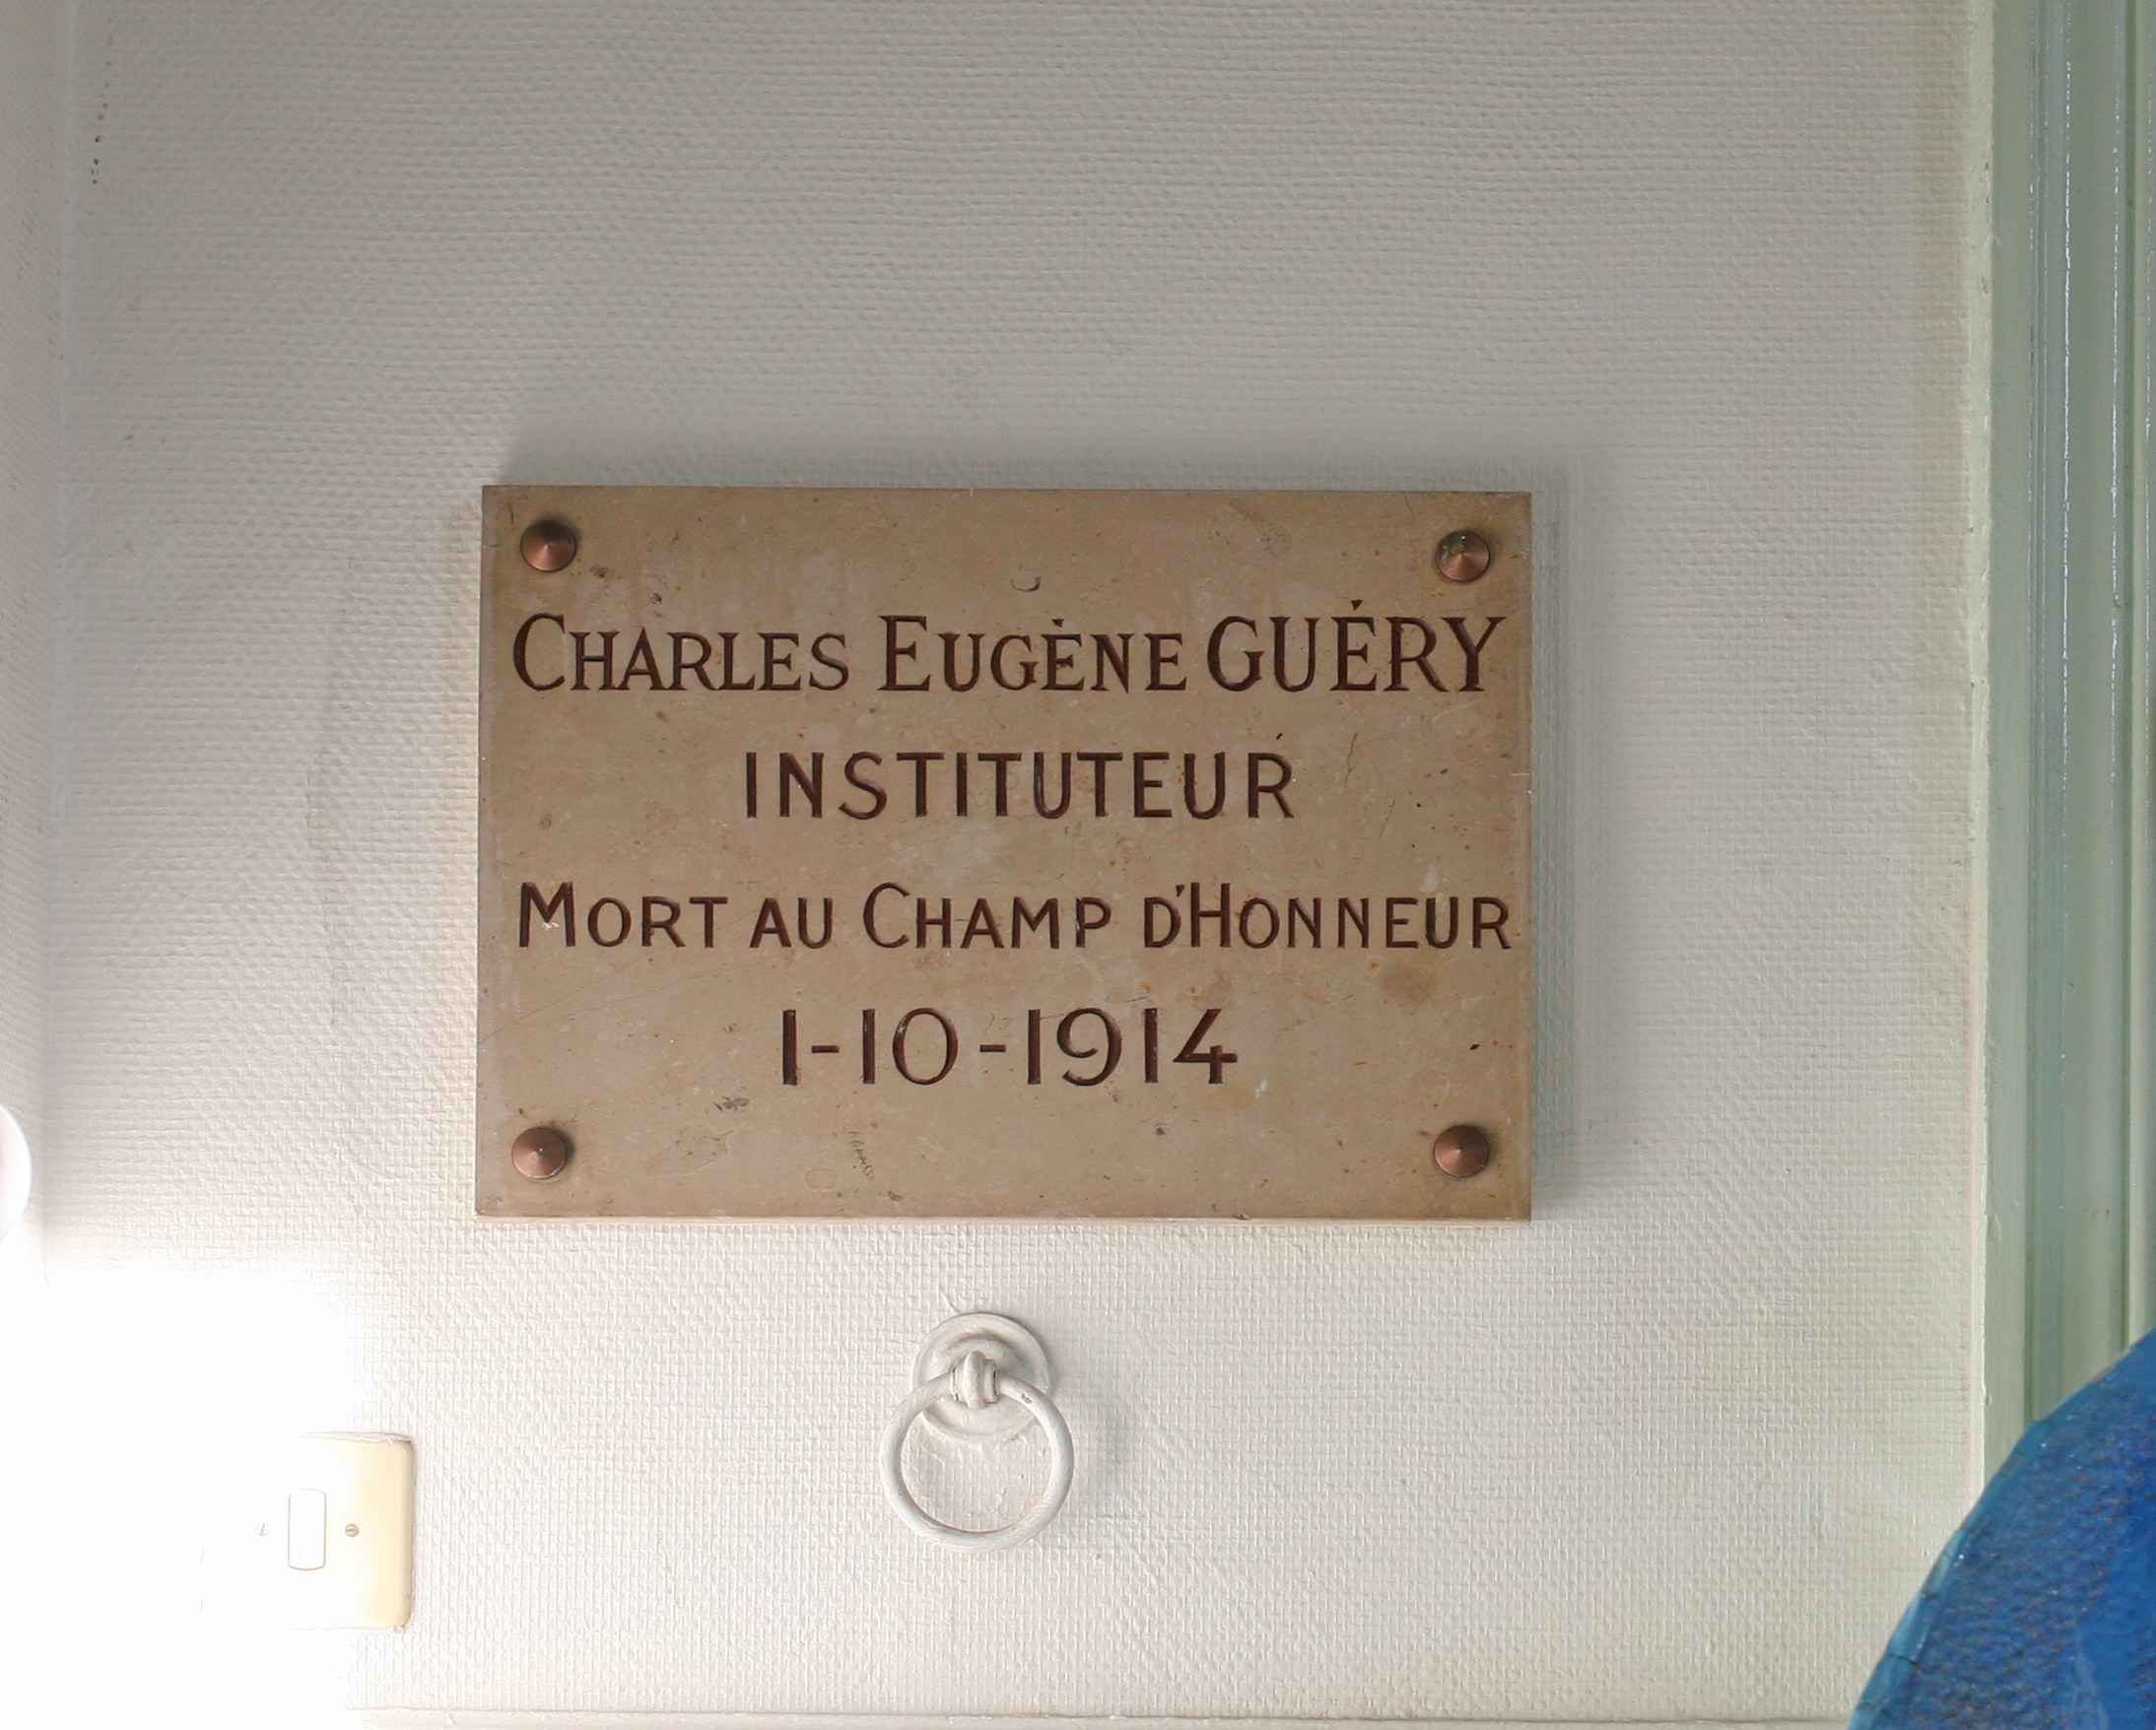 CHARLES EUGÈNE GUÉRY
INSTITUTEUR
MORT AU CHAMP D'HONNEUR
1-10-1914